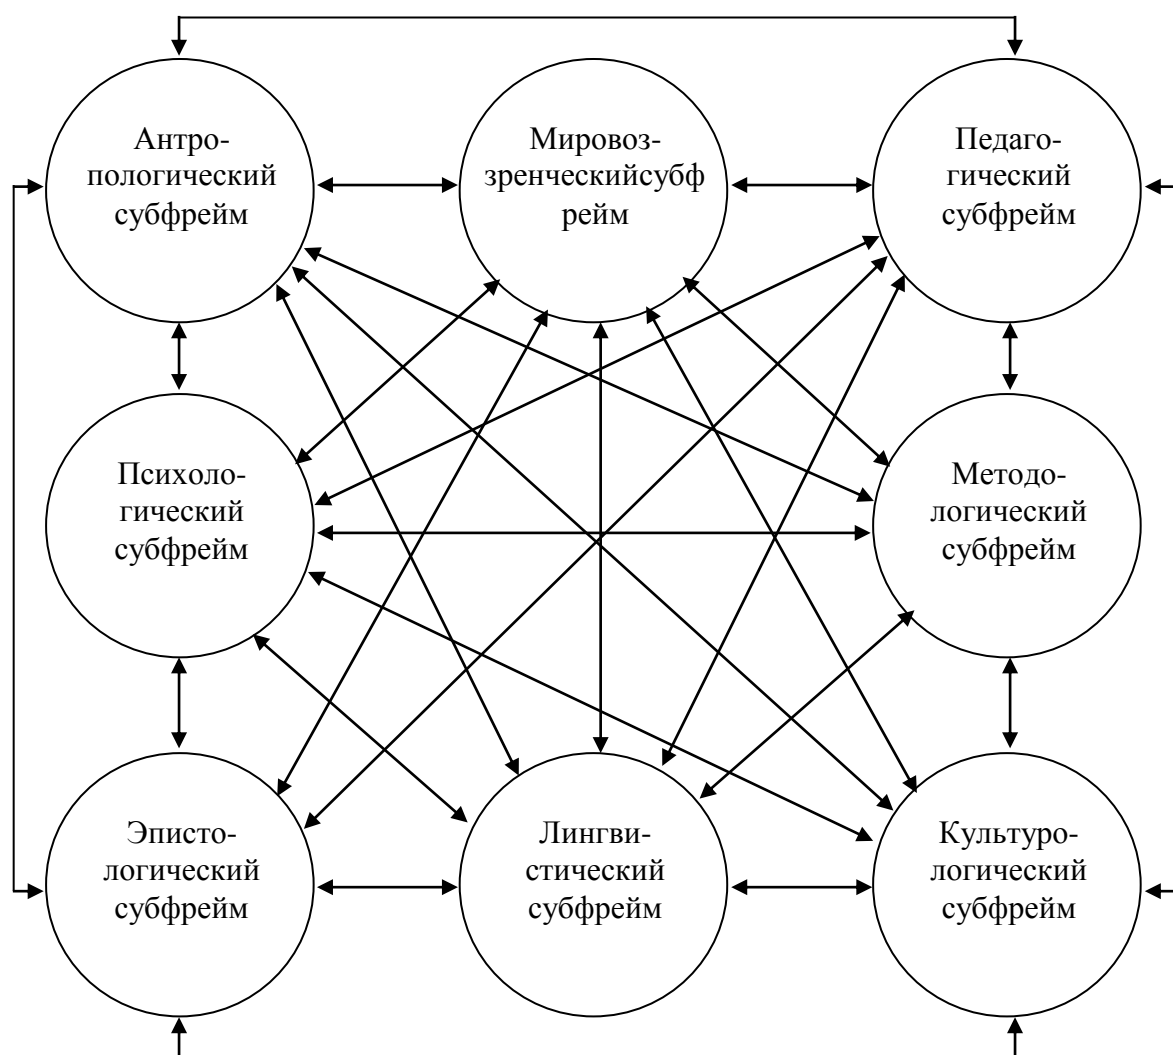 Антро-
пологический
субфрейм
Мировоз-
зренческийсубф
рейм
Педаго-
гический
субфрейм
Психоло-
гический
субфрейм
Методо-
логический
субфрейм
Эписто-
логический
субфрейм
Лингви-
стический
субфрейм
Культуро-
логический
субфрейм